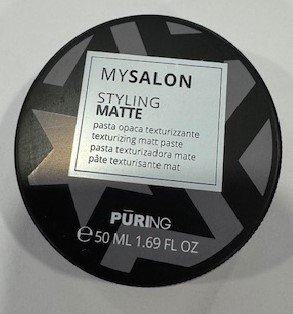 MYSALON
STYLING
MATTE
pasta opaca texturizzante
texturizing matt paste
pasta texturizadora mate
pâte texturisante mat
PŪRING
℮50 ML 1.69 FL OZ